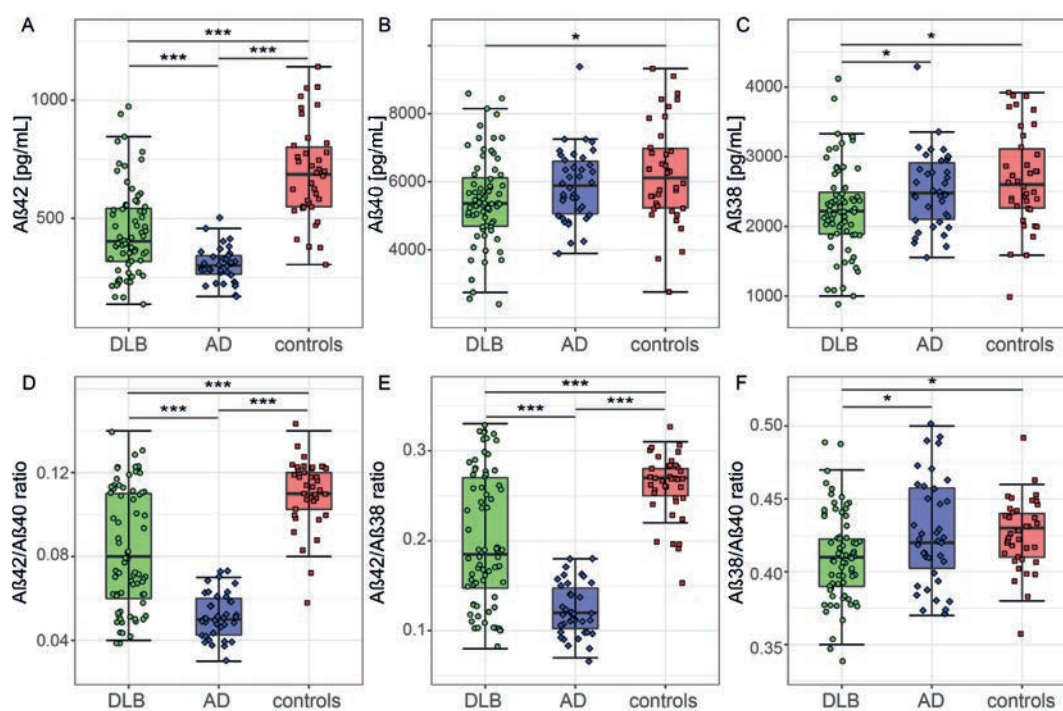 A
Aß42 [pg/mL]
1000
500
***
***
***
DLB AD controls
B
Aß40 [pg/mL]
8000
6000
4000
*
DLB AD controls
C
Aß38 [pg/mL]
4000
3000
2000
1000
*
*
DLB AD controls
D
Aß42/Aß40 ratio
0.12
0.08
0.04
***
***
***
DLB AD controls
E
Aß42/Aß38 ratio
0.3
0.2
0.1
***
***
***
DLB AD controls
F
Aß38/Aß40 ratio
0.50
0.45
0.40
0.35
*
*
DLB AD controls